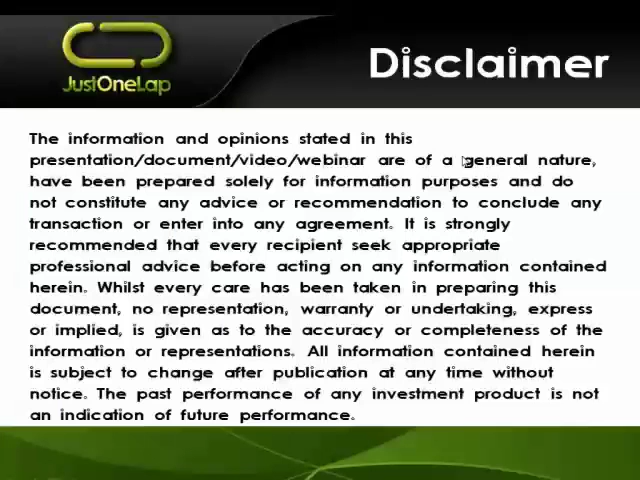 JustOneLap
Disclaimer
The information and opinions stated in this
presentation/document/video/webinar are of a general nature,
have been prepared solely for information purposes and do
not constitute any advice or recommendation to conclude any
transaction or enter into any agreement. It is strongly
recommended that every recipient seek appropriate
professional advice before acting on any information contained
herein. Whilst every care has been taken in preparing this
document, no representation, warranty or undertaking, express
or implied, is given as to the accuracy or completeness of the
information or representations. All information contained herein
is subject to change after publication at any time without
notice. The past performance of any investment product is not
an indication of future performance.